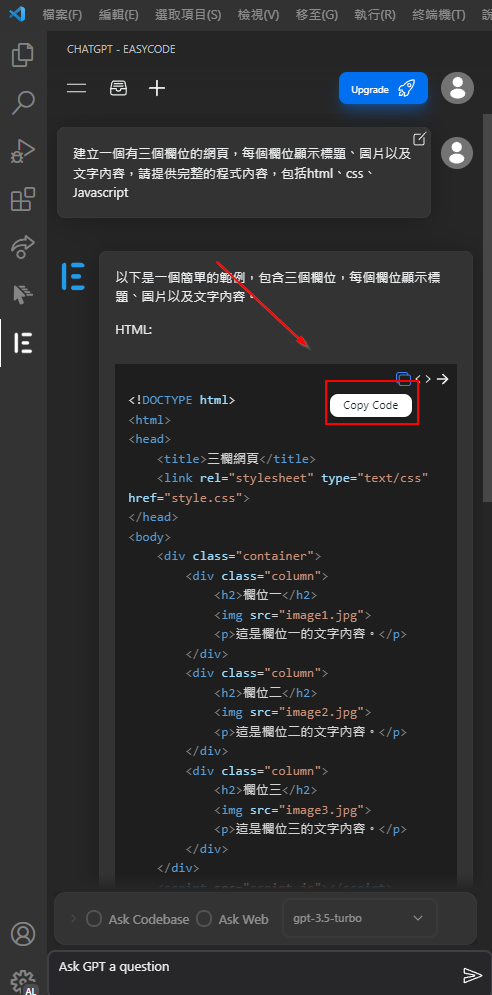 檔案(F) 編輯(E) 選取項目(S) 檢視(V) 移至(G) 執行(R) 終端機(T) 說
CHATGPT - EASYCODE
Upgrade
建立一個有三個欄位的網頁，每個欄位顯示標題、圖片以及
文字內容，請提供完整的程式內容，包括html、css、
Javascript
以下是一個簡單的範例，包含三個欄位，每個欄位顯示標
題、圖片以及文字內容。
HTML:
Copy Code
<!DOCTYPE html>
<html>
<head>
<title>三欄網頁</title>
<link rel="stylesheet" type="text/css"
href="style.css">
</head>
<body>
<div class="container">
<div class="column">
<h2>欄位一</h2>
<img src="image1.jpg">
<p>這是欄位一的文字內容。</p>
</div>
<div class="column">
<h2>欄位二</h2>
<img src="image2.jpg">
<p>這是欄位二的文字內容。</p>
</div>
<div class="column">
<h2>欄位三</h2>
<img src="image3.jpg">
<p>這是欄位三的文字內容。</p>
</div>
</div>
<script src="script.js"></script>
Ask Codebase Ask Web gpt-3.5-turbo
Ask GPT a question
AL